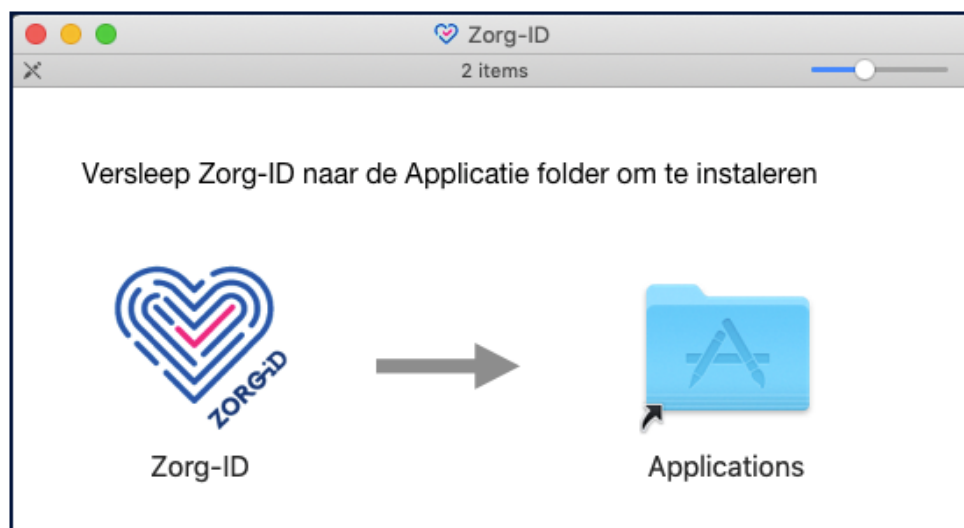 Zorg-ID
2 items
Versleep Zorg-ID naar de Applicatie folder om te instaleren
ZORG-iD
Zorg-ID
Applications